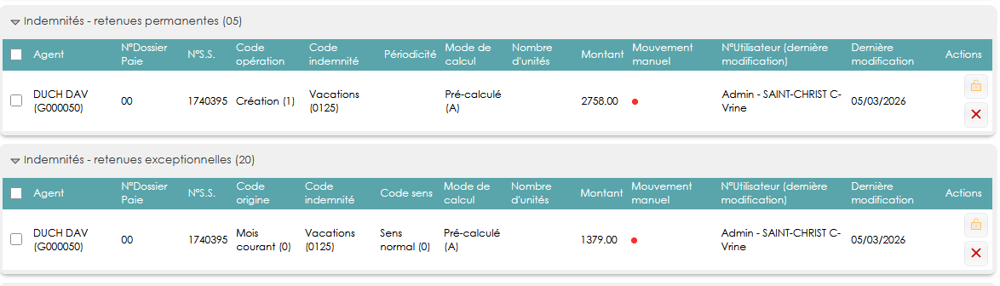 Indemnités - retenues permanentes (05)
Agent N°Dossier Paie N°S.S. Code opération Code indemnité Périodicité Mode de calcul Nombre d'unités Montant Mouvement manuel N°Utilisateur (dernière modification) Dernière modification Actions
DUCH DAV (G000050) 00 1740395 Création (1) Vacations (0125) Pré-calculé (A) 2758.00 Admin - SAINT-CHRIST C-Vrine 05/03/2026
Indemnités - retenues exceptionnelles (20)
Agent N°Dossier Paie N°S.S. Code origine Code indemnité Code sens Mode de calcul Nombre d'unités Montant Mouvement manuel N°Utilisateur (dernière modification) Dernière modification Actions
DUCH DAV (G000050) 00 1740395 Mois courant (0) Vacations (0125) Sens normal (0) Pré-calculé (A) 1379.00 Admin - SAINT-CHRIST C-Vrine 05/03/2026